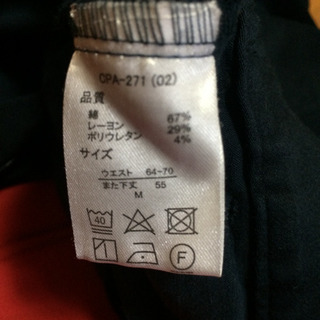 OPA-271 (02)
品質
綿 67%
レーヨン 29%
ポリウレタン 4%
サイズ
ウエスト 64-70
また下丈 55
M
40
F